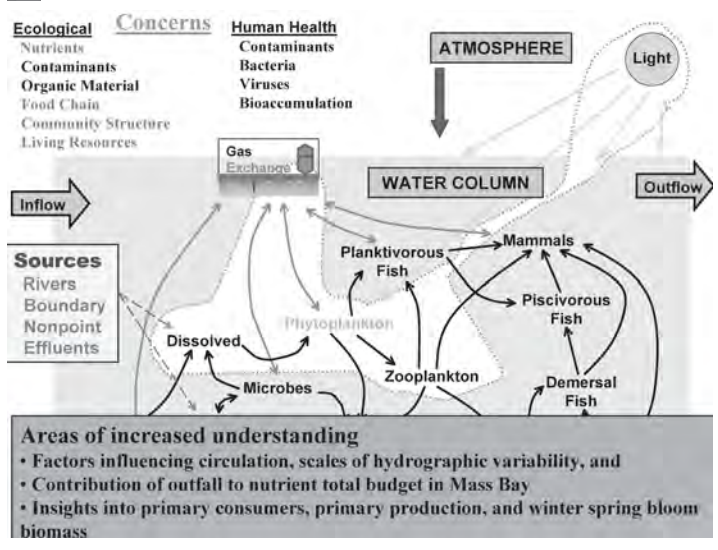 Concerns
Ecological
Nutrients
Contaminants
Organic Material
Food Chain
Community Structure
Living Resources
Human Health
Contaminants
Bacteria
Viruses
Bioaccumulation
ATMOSPHERE
Light
Gas
Exchange
WATER COLUMN
Inflow
Outflow
Sources
Rivers
Boundary
Nonpoint
Effluents
Planktivorous
Fish
Mammals
Piscivorous
Fish
Phytoplankton
Dissolved
Zooplankton
Microbes
Demersal
Fish
Areas of increased understanding
• Factors influencing circulation, scales of hydrographic variability, and
• Contribution of outfall to nutrient total budget in Mass Bay
• Insights into primary consumers, primary production, and winter spring bloom
biomass